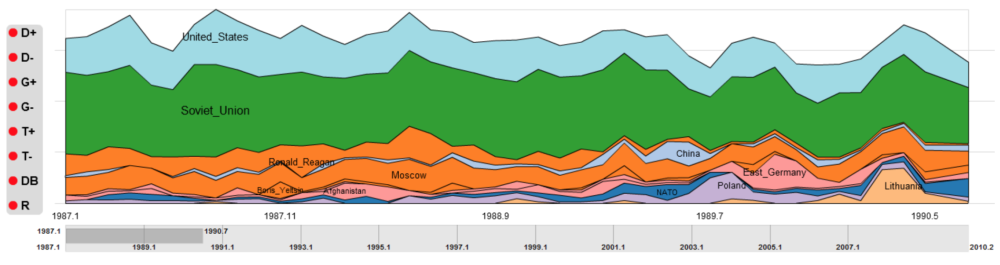 D+
D-
G+
G-
T+
T-
DB
R
United_States
Soviet_Union
Ronald_Reagan
China
Moscow
East_Germany
Boris_Yeltsin
Afghanistan
NATO
Poland
Lithuania
1987.1 1987.11 1988.9 1989.7 1990.5
1987.1 1990.7
1987.1 1989.1 1991.1 1993.1 1995.1 1997.1 1999.1 2001.1 2003.1 2005.1 2007.1 2010.2